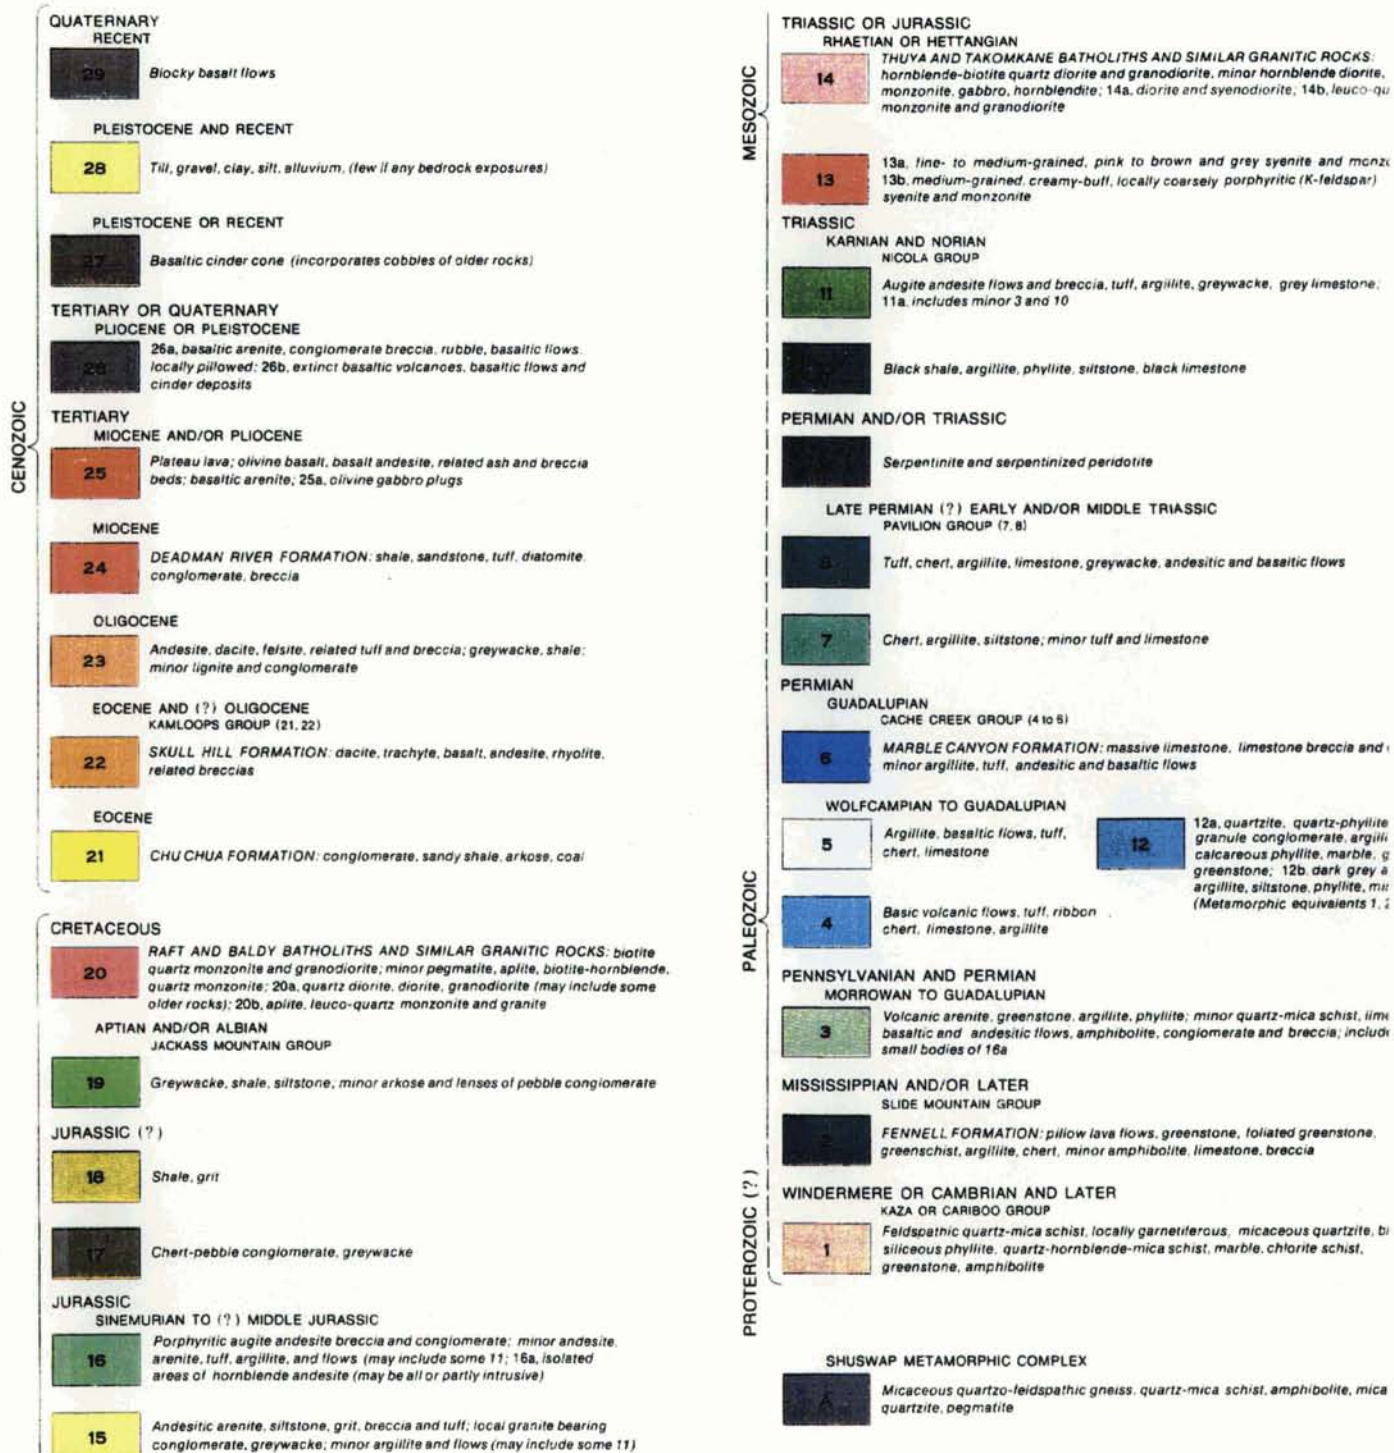 CENOZOIC
QUATERNARY
RECENT
29
Blocky basalt flows
PLEISTOCENE AND RECENT
28
Till, gravel, clay, silt, alluvium, (few if any bedrock exposures)
PLEISTOCENE OR RECENT
27
Basaltic cinder cone (incorporates cobbles of older rocks)
TERTIARY OR QUATERNARY
PLIOCENE OR PLEISTOCENE
26
26a, basaltic arenite, conglomerate breccia, rubble, basaltic flows,
locally pillowed; 26b, extinct basaltic volcanoes, basaltic flows and
cinder deposits
TERTIARY
MIOCENE AND/OR PLIOCENE
25
Plateau lava; olivine basalt, basalt andesite, related ash and breccia
beds; basaltic arenite; 25a, olivine gabbro plugs
MIOCENE
24
DEADMAN RIVER FORMATION: shale, sandstone, tuff, diatomite,
conglomerate, breccia
OLIGOCENE
23
Andesite, dacite, felsite, related tuff and breccia; greywacke, shale;
minor lignite and conglomerate
EOCENE AND (?) OLIGOCENE
KAMLOOPS GROUP (21, 22)
22
SKULL HILL FORMATION: dacite, trachyte, basalt, andesite, rhyolite,
related breccias
EOCENE
21
CHU CHUA FORMATION: conglomerate, sandy shale, arkose, coal
CRETACEOUS
20
RAFT AND BALDY BATHOLITHS AND SIMILAR GRANITIC ROCKS: biotite
quartz monzonite and granodiorite; minor pegmatite, aplite, biotite-hornblende,
quartz monzonite; 20a, quartz diorite, diorite, granodiorite (may include some
older rocks); 20b, aplite, leuco-quartz monzonite and granite
APTIAN AND/OR ALBIAN
JACKASS MOUNTAIN GROUP
19
Greywacke, shale, siltstone, minor arkose and lenses of pebble conglomerate
JURASSIC (?)
18
Shale, grit
17
Chert-pebble conglomerate, greywacke
JURASSIC
SINEMURIAN TO (?) MIDDLE JURASSIC
16
Porphyritic augite andesite breccia and conglomerate; minor andesite,
arenite, tuff, argillite, and flows (may include some 11; 16a, isolated
areas of hornblende andesite (may be all or partly intrusive)
15
Andesitic arenite, siltstone, grit, breccia and tuff; local granite bearing
conglomerate, greywacke; minor argillite and flows (may include some 11)
MESOZOIC
TRIASSIC OR JURASSIC
RHAETIAN OR HETTANGIAN
14
THUYA AND TAKOMKANE BATHOLITHS AND SIMILAR GRANITIC ROCKS:
hornblende-biotite quartz diorite and granodiorite, minor hornblende diorite,
monzonite, gabbro, hornblendite; 14a, diorite and syenodiorite; 14b, leuco-qu
monzonite and granodiorite
13
13a, fine- to medium-grained, pink to brown and grey syenite and monzo
13b, medium-grained, creamy-buff, locally coarsely porphyritic (K-feldspar)
syenite and monzonite
TRIASSIC
KARNIAN AND NORIAN
NICOLA GROUP
11
Augite andesite flows and breccia, tuff, argillite, greywacke, grey limestone;
11a, includes minor 3 and 10
Black shale, argillite, phyllite, siltstone, black limestone
PERMIAN AND/OR TRIASSIC
Serpentinite and serpentinized peridotite
LATE PERMIAN (?) EARLY AND/OR MIDDLE TRIASSIC
PAVILION GROUP (7, 8)
8
Tuff, chert, argillite, limestone, greywacke, andesitic and basaltic flows
7
Chert, argillite, siltstone; minor tuff and limestone
PALEOZOIC
PERMIAN
GUADALUPIAN
CACHE CREEK GROUP (4 to 6)
6
MARBLE CANYON FORMATION: massive limestone, limestone breccia and
minor argillite, tuff, andesitic and basaltic flows
WOLFCAMPIAN TO GUADALUPIAN
5
Argillite, basaltic flows, tuff,
chert, limestone
12
12a, quartzite, quartz-phyllite
granule conglomerate, argilli
calcareous phyllite, marble, g
greenstone; 12b, dark grey a
argillite, siltstone, phyllite, mi
(Metamorphic equivalents 1, 2
4
Basic volcanic flows, tuff, ribbon
chert, limestone, argillite
PENNSYLVANIAN AND PERMIAN
MORROWAN TO GUADALUPIAN
3
Volcanic arenite, greenstone, argillite, phyllite; minor quartz-mica schist, lime
basaltic and andesitic flows, amphibolite, conglomerate and breccia; include
small bodies of 16a
MISSISSIPPIAN AND/OR LATER
SLIDE MOUNTAIN GROUP
2
FENNELL FORMATION: pillow lava flows, greenstone, foliated greenstone,
greenschist, argillite, chert, minor amphibolite, limestone, breccia
PROTEROZOIC (?)
WINDERMERE OR CAMBRIAN AND LATER
KAZA OR CARIBOO GROUP
1
Feldspathic quartz-mica schist, locally garnetiferous, micaceous quartzite, bi
siliceous phyllite, quartz-hornblende-mica schist, marble, chlorite schist,
greenstone, amphibolite
SHUSWAP METAMORPHIC COMPLEX
A
Micaceous quartzo-feldspathic gneiss, quartz-mica schist, amphibolite, mica
quartzite, pegmatite